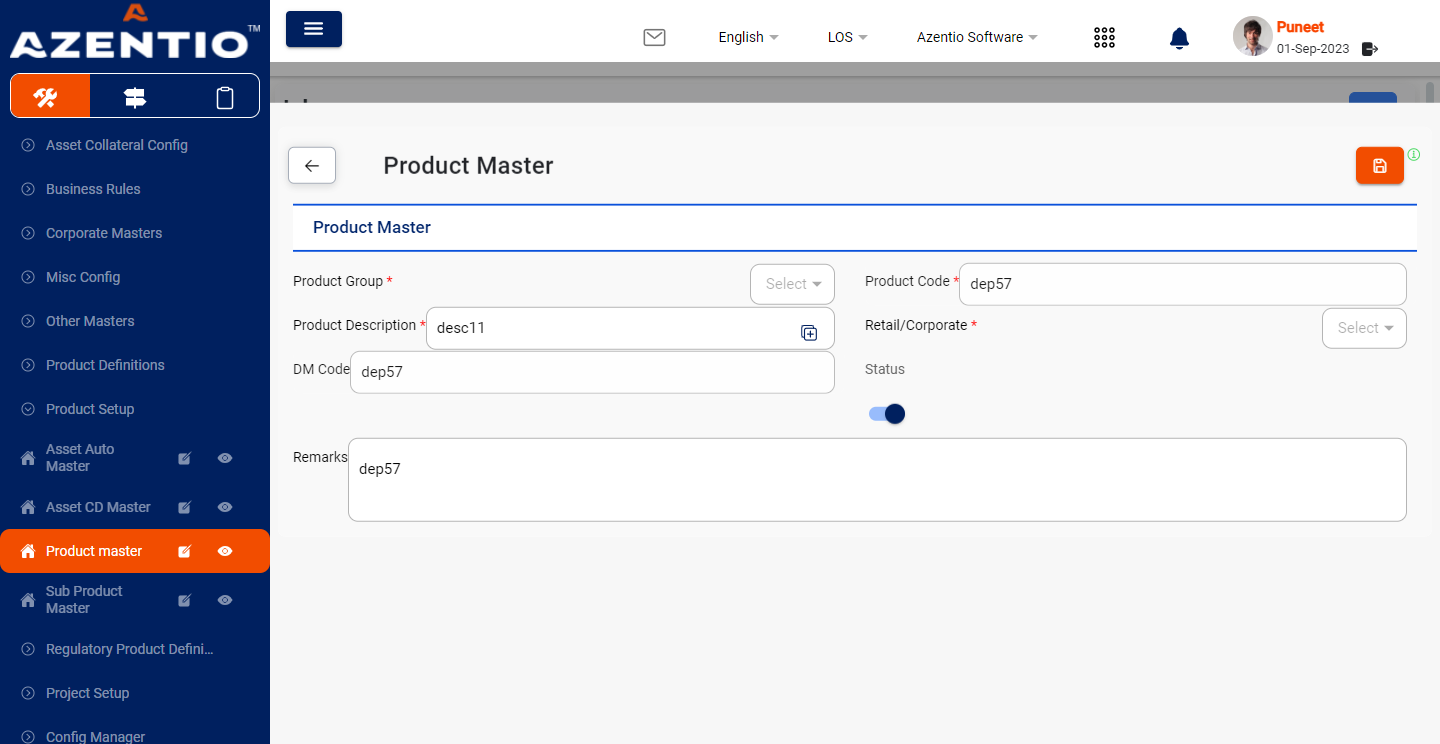 AZENTIO™
English
LOS
Azentio Software
Puneet
01-Sep-2023
Asset Collateral Config
Business Rules
Corporate Masters
Misc Config
Other Masters
Product Definitions
Product Setup
Asset Auto
Master
Asset CD Master
Product master
Sub Product
Master
Regulatory Product Defini...
Project Setup
Config Manager
Product Master
Product Master
Product Group *
Select
Product Code *
dep57
Product Description *
desc11
Retail/Corporate *
Select
DM Code
dep57
Status
Remarks
dep57